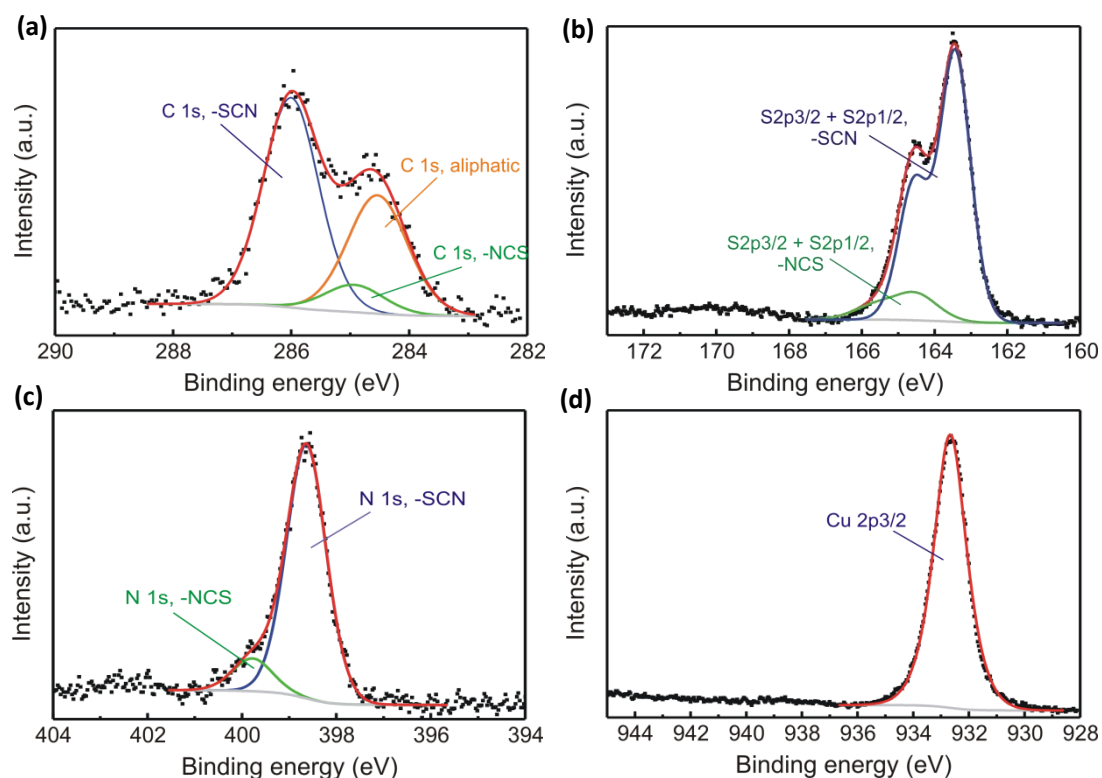 (a)
Intensity (a.u.)
C 1s, -SCN
C 1s, aliphatic
C 1s, -NCS
290 288 286 284 282
Binding energy (eV)
(b)
Intensity (a.u.)
S2p3/2 + S2p1/2,
-SCN
S2p3/2 + S2p1/2,
-NCS
172 170 168 166 164 162 160
Binding energy (eV)
(c)
Intensity (a.u.)
N 1s, -SCN
N 1s, -NCS
404 402 400 398 396 394
Binding energy (eV)
(d)
Intensity (a.u.)
Cu 2p3/2
944 942 940 938 936 934 932 930 928
Binding energy (eV)